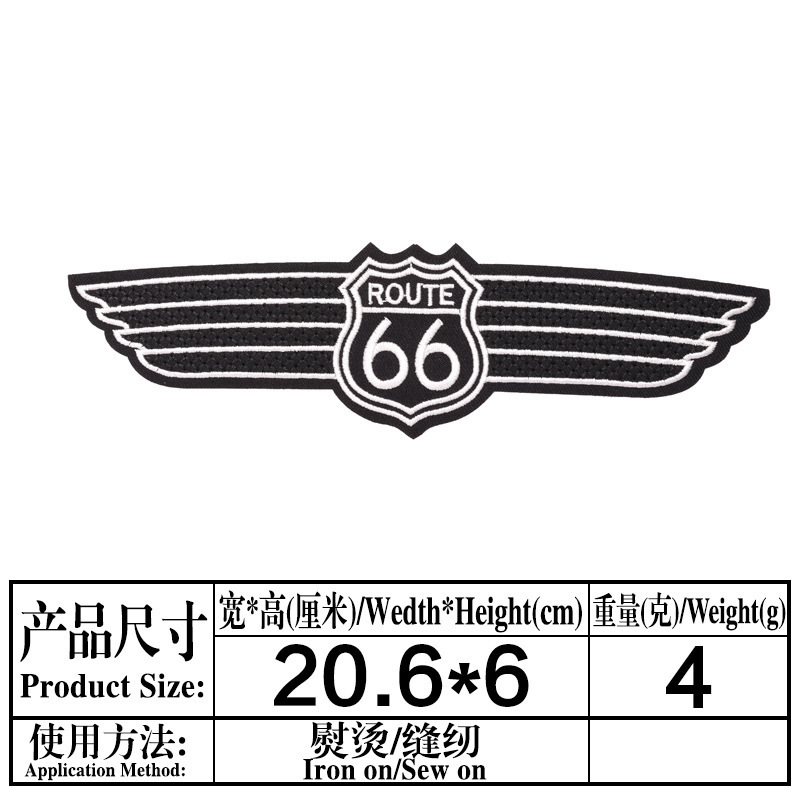 ROUTE
66
产品尺寸
Product Size:
宽*高(厘米)/Wedth*Height(cm)
重量(克)/Weight(g)
20.6*6
4
使用方法:
Application Method:
熨烫/缝纫
Iron on/Sew on